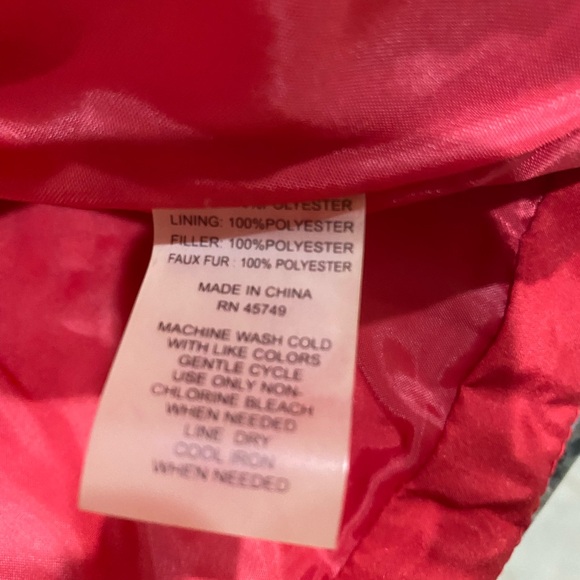 POLYESTER
LINING: 100%POLYESTER
FILLER: 100%POLYESTER
FAUX FUR : 100% POLYESTER
MADE IN CHINA
RN 45749
MACHINE WASH COLD
WITH LIKE COLORS
GENTLE CYCLE
USE ONLY NON-
CHLORINE BLEACH
WHEN NEEDED
LINE DRY
COOL IRON
WHEN NEEDED